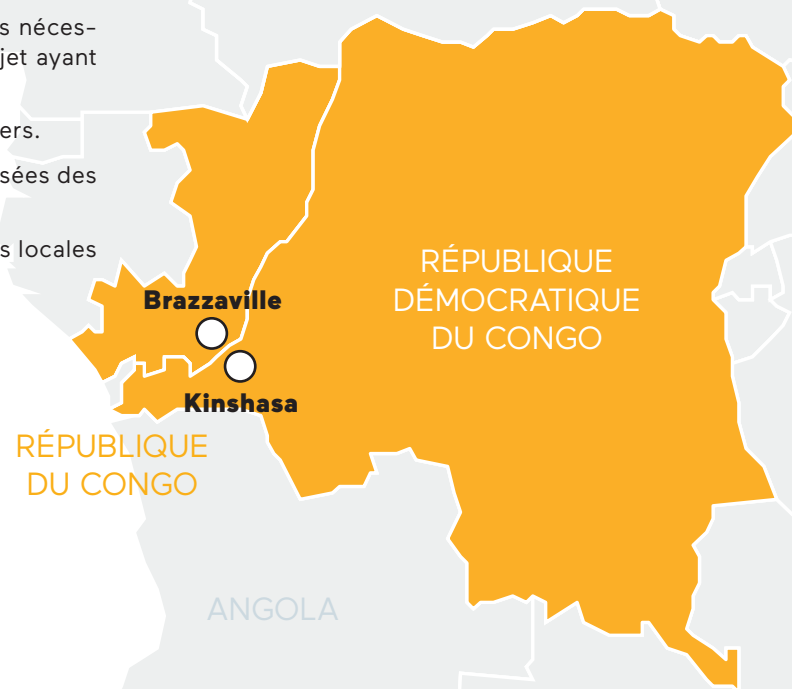 s néces-
jet ayant
ers.
sées des
s locales
RÉPUBLIQUE
DÉMOCRATIQUE
DU CONGO
Brazzaville
Kinshasa
RÉPUBLIQUE
DU CONGO
ANGOLA